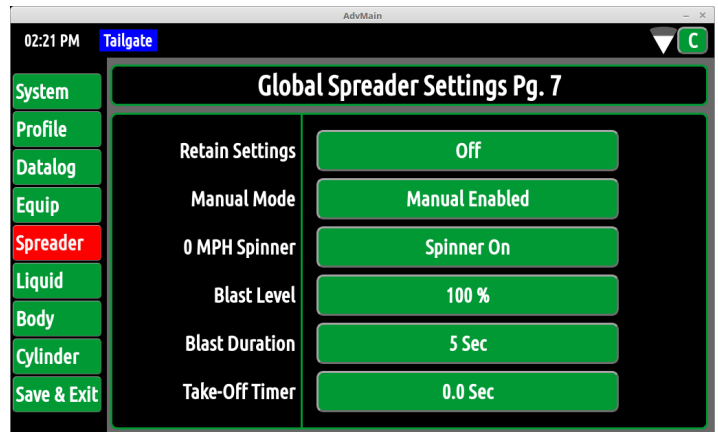 AdvMain
02:21 PM Tailgate C
Global Spreader Settings Pg. 7
System
Profile
Datalog
Equip
Spreader
Liquid
Body
Cylinder
Save & Exit
Retain Settings Off
Manual Mode Manual Enabled
0 MPH Spinner Spinner On
Blast Level 100 %
Blast Duration 5 Sec
Take-Off Timer 0.0 Sec